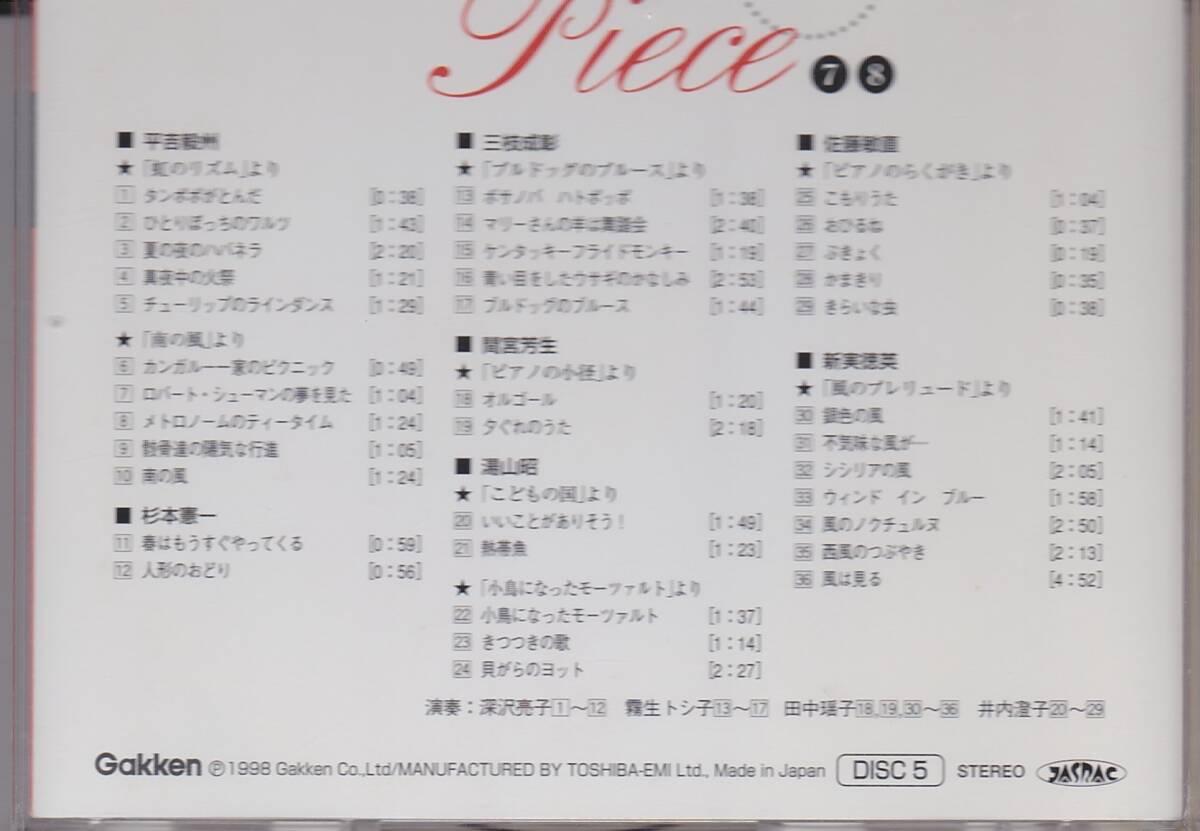 Piece 7 8
■ 平吉毅州
★「虹のリズム」より
1 タンポポがとんだ [0:38]
2 ひとりぼっちのワルツ [1:43]
3 夏の夜のハバネラ [2:20]
4 真夜中の火祭 [1:21]
5 チューリップのラインダンス [1:29]
★「南の風」より
6 カンガルー一家のピクニック [0:49]
7 ロバート・シューマンの夢を見た [1:04]
8 メトロノームのティータイム [1:24]
9 骸骨達の陽気な行進 [1:05]
10 南の風 [1:24]
■ 杉本憲一
11 春はもうすぐやってくる [0:59]
12 人形のおどり [0:56]
■ 三枝成彰
★「ブルドッグのブルース」より
13 ボサノバ ハトポッポ [1:38]
14 マリーさんの羊は舞踏会 [2:40]
15 ケンタッキーフライドモンキー [1:19]
16 青い目をしたウサギのかなしみ [2:53]
17 ブルドッグのブルース [1:44]
■ 間宮芳生
★「ピアノの小径」より
18 オルゴール [1:20]
19 夕ぐれのうた [2:18]
■ 湯山昭
★「こどもの国」より
20 いいことがありそう! [1:49]
21 熱帯魚 [1:23]
★「小鳥になったモーツァルト」より
22 小鳥になったモーツァルト [1:37]
23 きつつきの歌 [1:14]
24 貝がらのヨット [2:27]
■ 佐藤敏直
★「ピアノのらくがき」より
25 こもりうた [1:04]
26 おひるね [0:37]
27 ぶきょく [0:19]
28 かまきり [0:35]
29 きらいな虫 [0:38]
■ 新実徳英
★「風のプレリュード」より
30 銀色の風 [1:41]
31 不気味な風が― [1:14]
32 シシリアの風 [2:05]
33 ウィンド イン ブルー [1:58]
34 風のノクチュルヌ [2:50]
35 西風のつぶやき [2:13]
36 風は見る [4:52]
演奏:深沢亮子1~12 霧生トシ子13~17 田中瑶子18,19,30~36 井内澄子20~29
Gakken ℗1998 Gakken Co.,Ltd/MANUFACTURED BY TOSHIBA-EMI Ltd., Made in Japan DISC 5 STEREO JASRAC